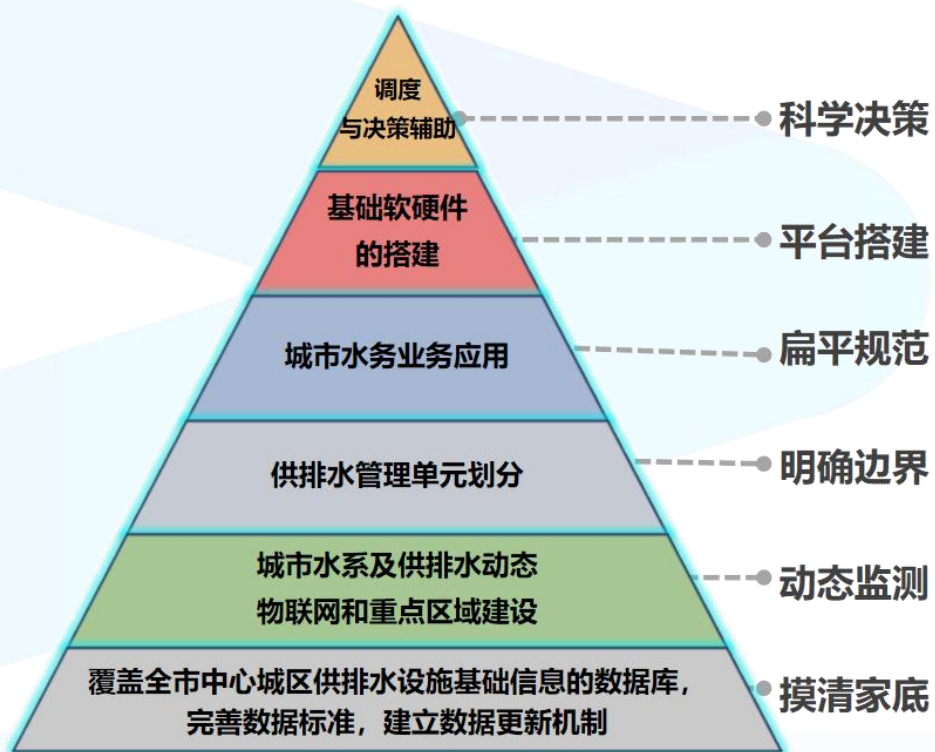 调度
与决策辅助
科学决策
基础软硬件
的搭建
平台搭建
城市水务业务应用
扁平规范
供排水管理单元划分
明确边界
城市水系及供排水动态
物联网和重点区域建设
动态监测
覆盖全市中心城区供排水设施基础信息的数据库，
完善数据标准，建立数据更新机制
摸清家底